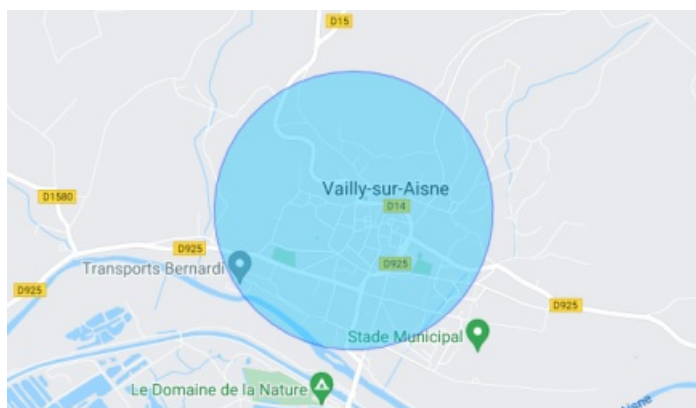 D15
Vailly-sur-Aisne
D1580
D14
D925
Transports Bernardi
D925
D925
D925
Stade Municipal
Le Domaine de la Nature
Aisne